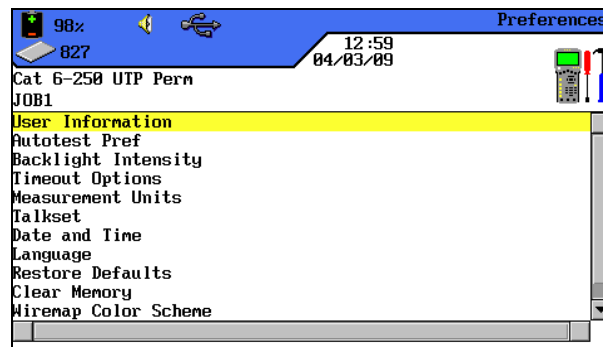 98%
Preferences
827
12:59
04/03/09
Cat 6-250 UTP Perm
JOB1
User Information
Autotest Pref
Backlight Intensity
Timeout Options
Measurement Units
Talkset
Date and Time
Language
Restore Defaults
Clear Memory
Wiremap Color Scheme